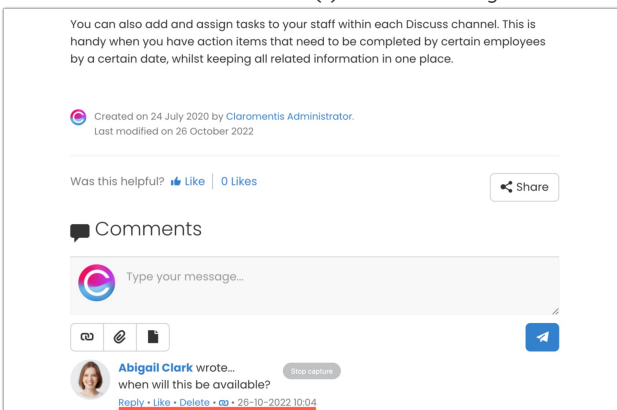 You can also add and assign tasks to your staff within each Discuss channel. This is
handy when you have action items that need to be completed by certain employees
by a certain date, whilst keeping all related information in one place.
Created on 24 July 2020 by Claromentis Administrator.
Last modified on 26 October 2022
Was this helpful? Like 0 Likes
Share
Comments
Type your message...
Abigail Clark wrote...
Stop capture
when will this be available?
Reply • Like • Delete • • 26-10-2022 10:04